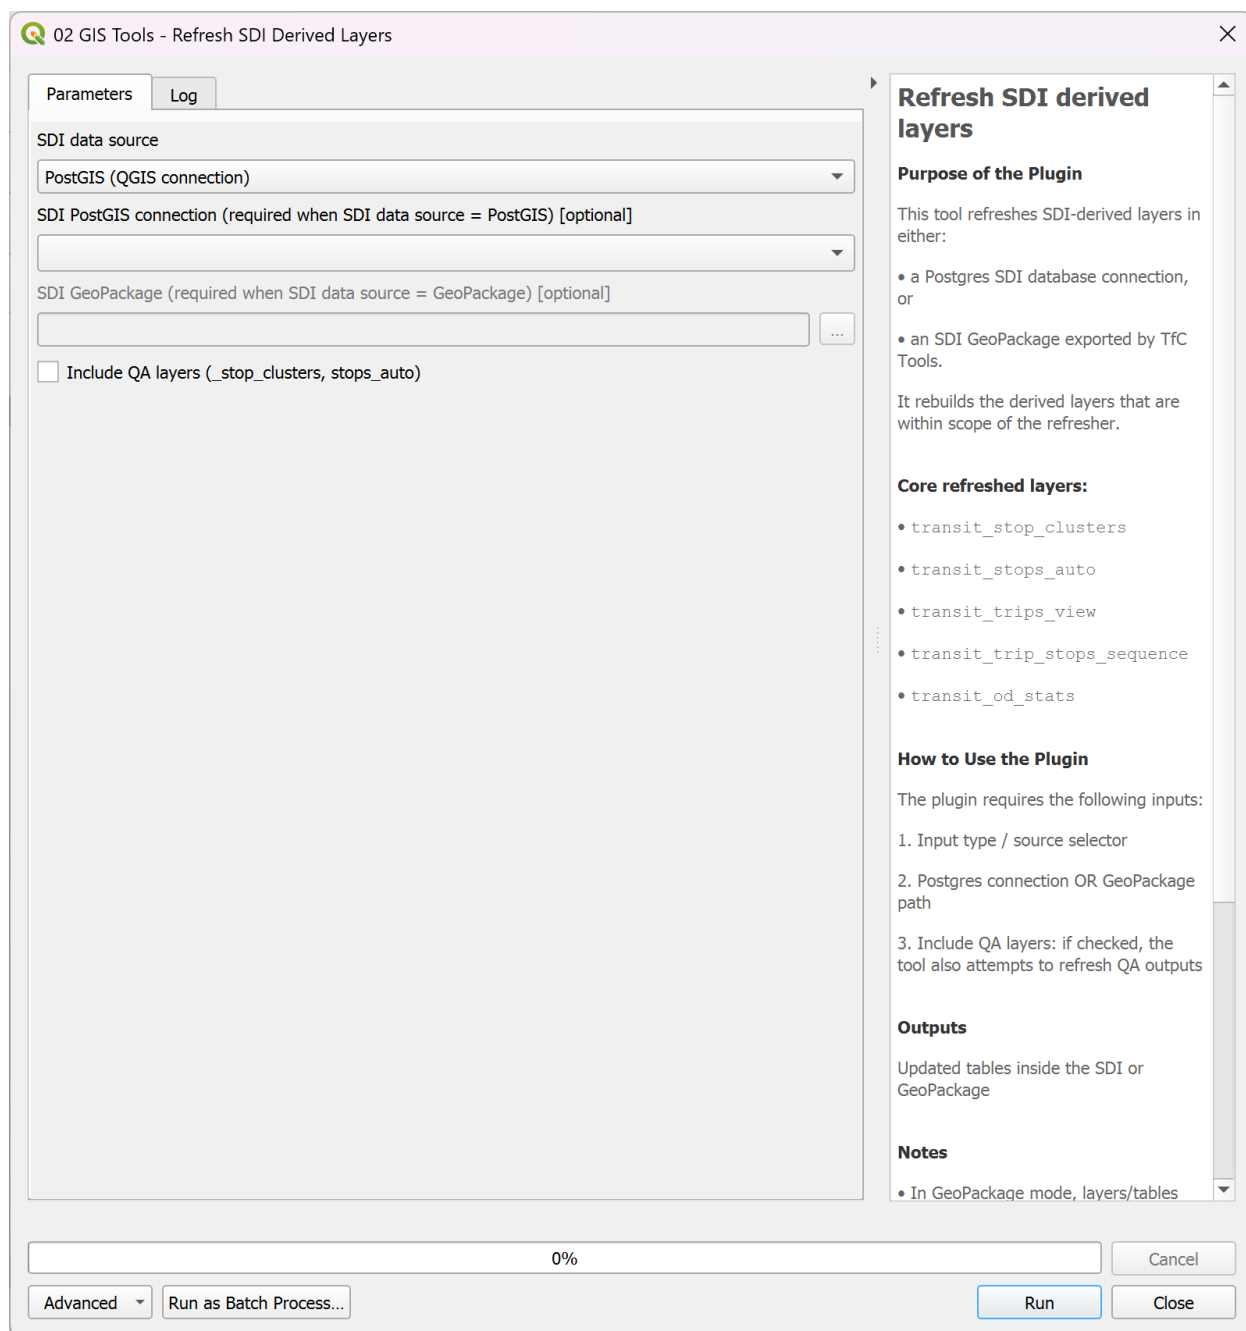 02 GIS Tools - Refresh SDI Derived Layers
Parameters
Log
SDI data source
PostGIS (QGIS connection)
SDI PostGIS connection (required when SDI data source = PostGIS) [optional]
SDI GeoPackage (required when SDI data source = GeoPackage) [optional]
...
Include QA layers (_stop_clusters, stops_auto)
Refresh SDI derived
layers
Purpose of the Plugin
This tool refreshes SDI-derived layers in
either:
• a Postgres SDI database connection,
or
• an SDI GeoPackage exported by TfC
Tools.
It rebuilds the derived layers that are
within scope of the refresher.
Core refreshed layers:
• transit_stop_clusters
• transit_stops_auto
• transit_trips_view
• transit_trip_stops_sequence
• transit_od_stats
How to Use the Plugin
The plugin requires the following inputs:
1. Input type / source selector
2. Postgres connection OR GeoPackage
path
3. Include QA layers: if checked, the
tool also attempts to refresh QA outputs
Outputs
Updated tables inside the SDI or
GeoPackage
Notes
• In GeoPackage mode, layers/tables
0%
Cancel
Advanced
Run as Batch Process...
Run
Close